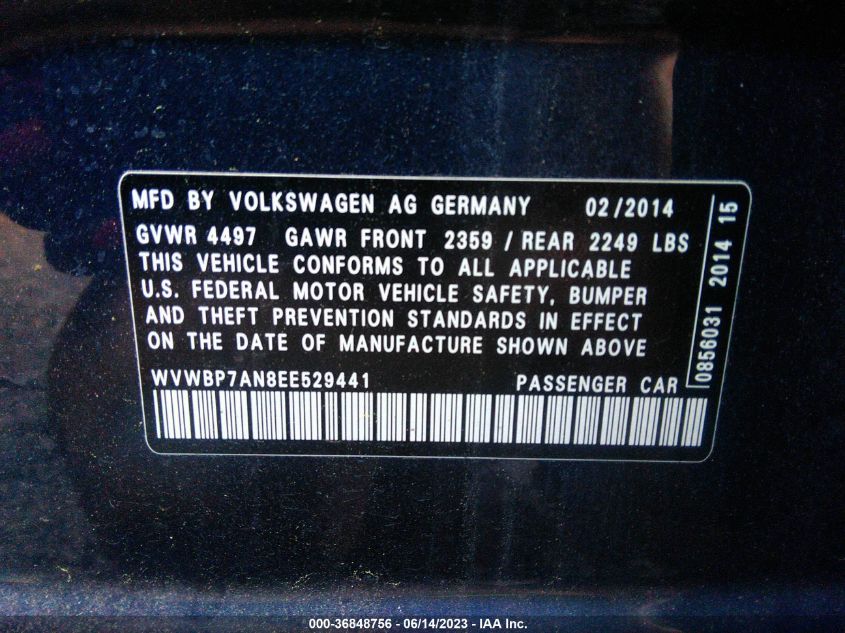 MFD BY VOLKSWAGEN AG GERMANY 02/2014
GVWR 4497 GAWR FRONT 2359 / REAR 2249 LBS
THIS VEHICLE CONFORMS TO ALL APPLICABLE
U.S. FEDERAL MOTOR VEHICLE SAFETY, BUMPER
AND THEFT PREVENTION STANDARDS IN EFFECT
ON THE DATE OF MANUFACTURE SHOWN ABOVE
WVWBP7AN8EE529441 PASSENGER CAR
0856031 2014 15
000-36848756 - 06/14/2023 - IAA Inc.